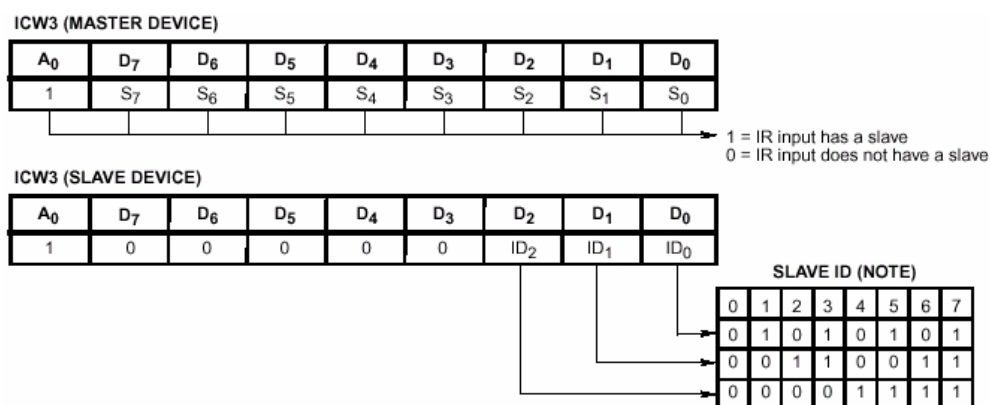 ICW3 (MASTER DEVICE)
A0 D7 D6 D5 D4 D3 D2 D1 D0
1 S7 S6 S5 S4 S3 S2 S1 S0
1 = IR input has a slave
0 = IR input does not have a slave
ICW3 (SLAVE DEVICE)
A0 D7 D6 D5 D4 D3 D2 D1 D0
1 0 0 0 0 0 ID2 ID1 ID0
SLAVE ID (NOTE)
0 1 2 3 4 5 6 7
0 1 0 1 0 1 0 1
0 0 1 1 0 0 1 1
0 0 0 0 1 1 1 1